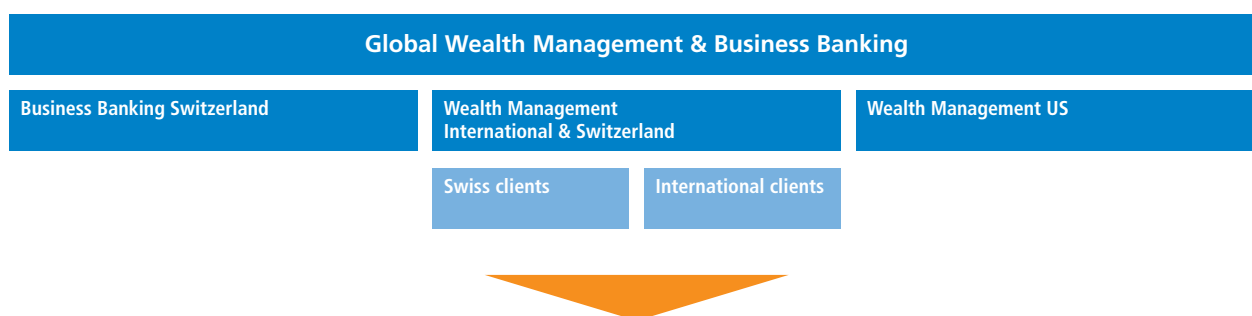 Global Wealth Management & Business Banking
Business Banking Switzerland
Wealth Management
International & Switzerland
Wealth Management US
Swiss clients
International clients